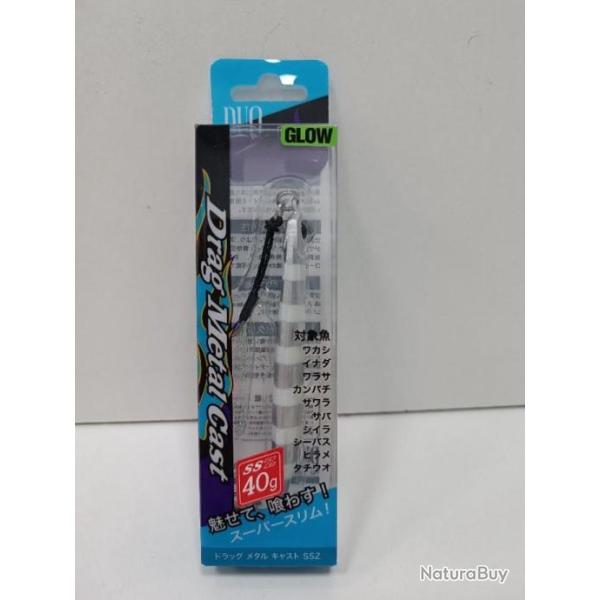 DUO
GLOW
Drag Metal Cast
対象魚
ワカシ
イナダ
ワラサ
カンパチ
サワラ
サバ
シイラ
シーバス
ヒラメ
タチウオ
SS
40g
魅せて、喰わす!
スーパースリム!
ドラッグ メタル キャスト SSZ
NaturaBuy